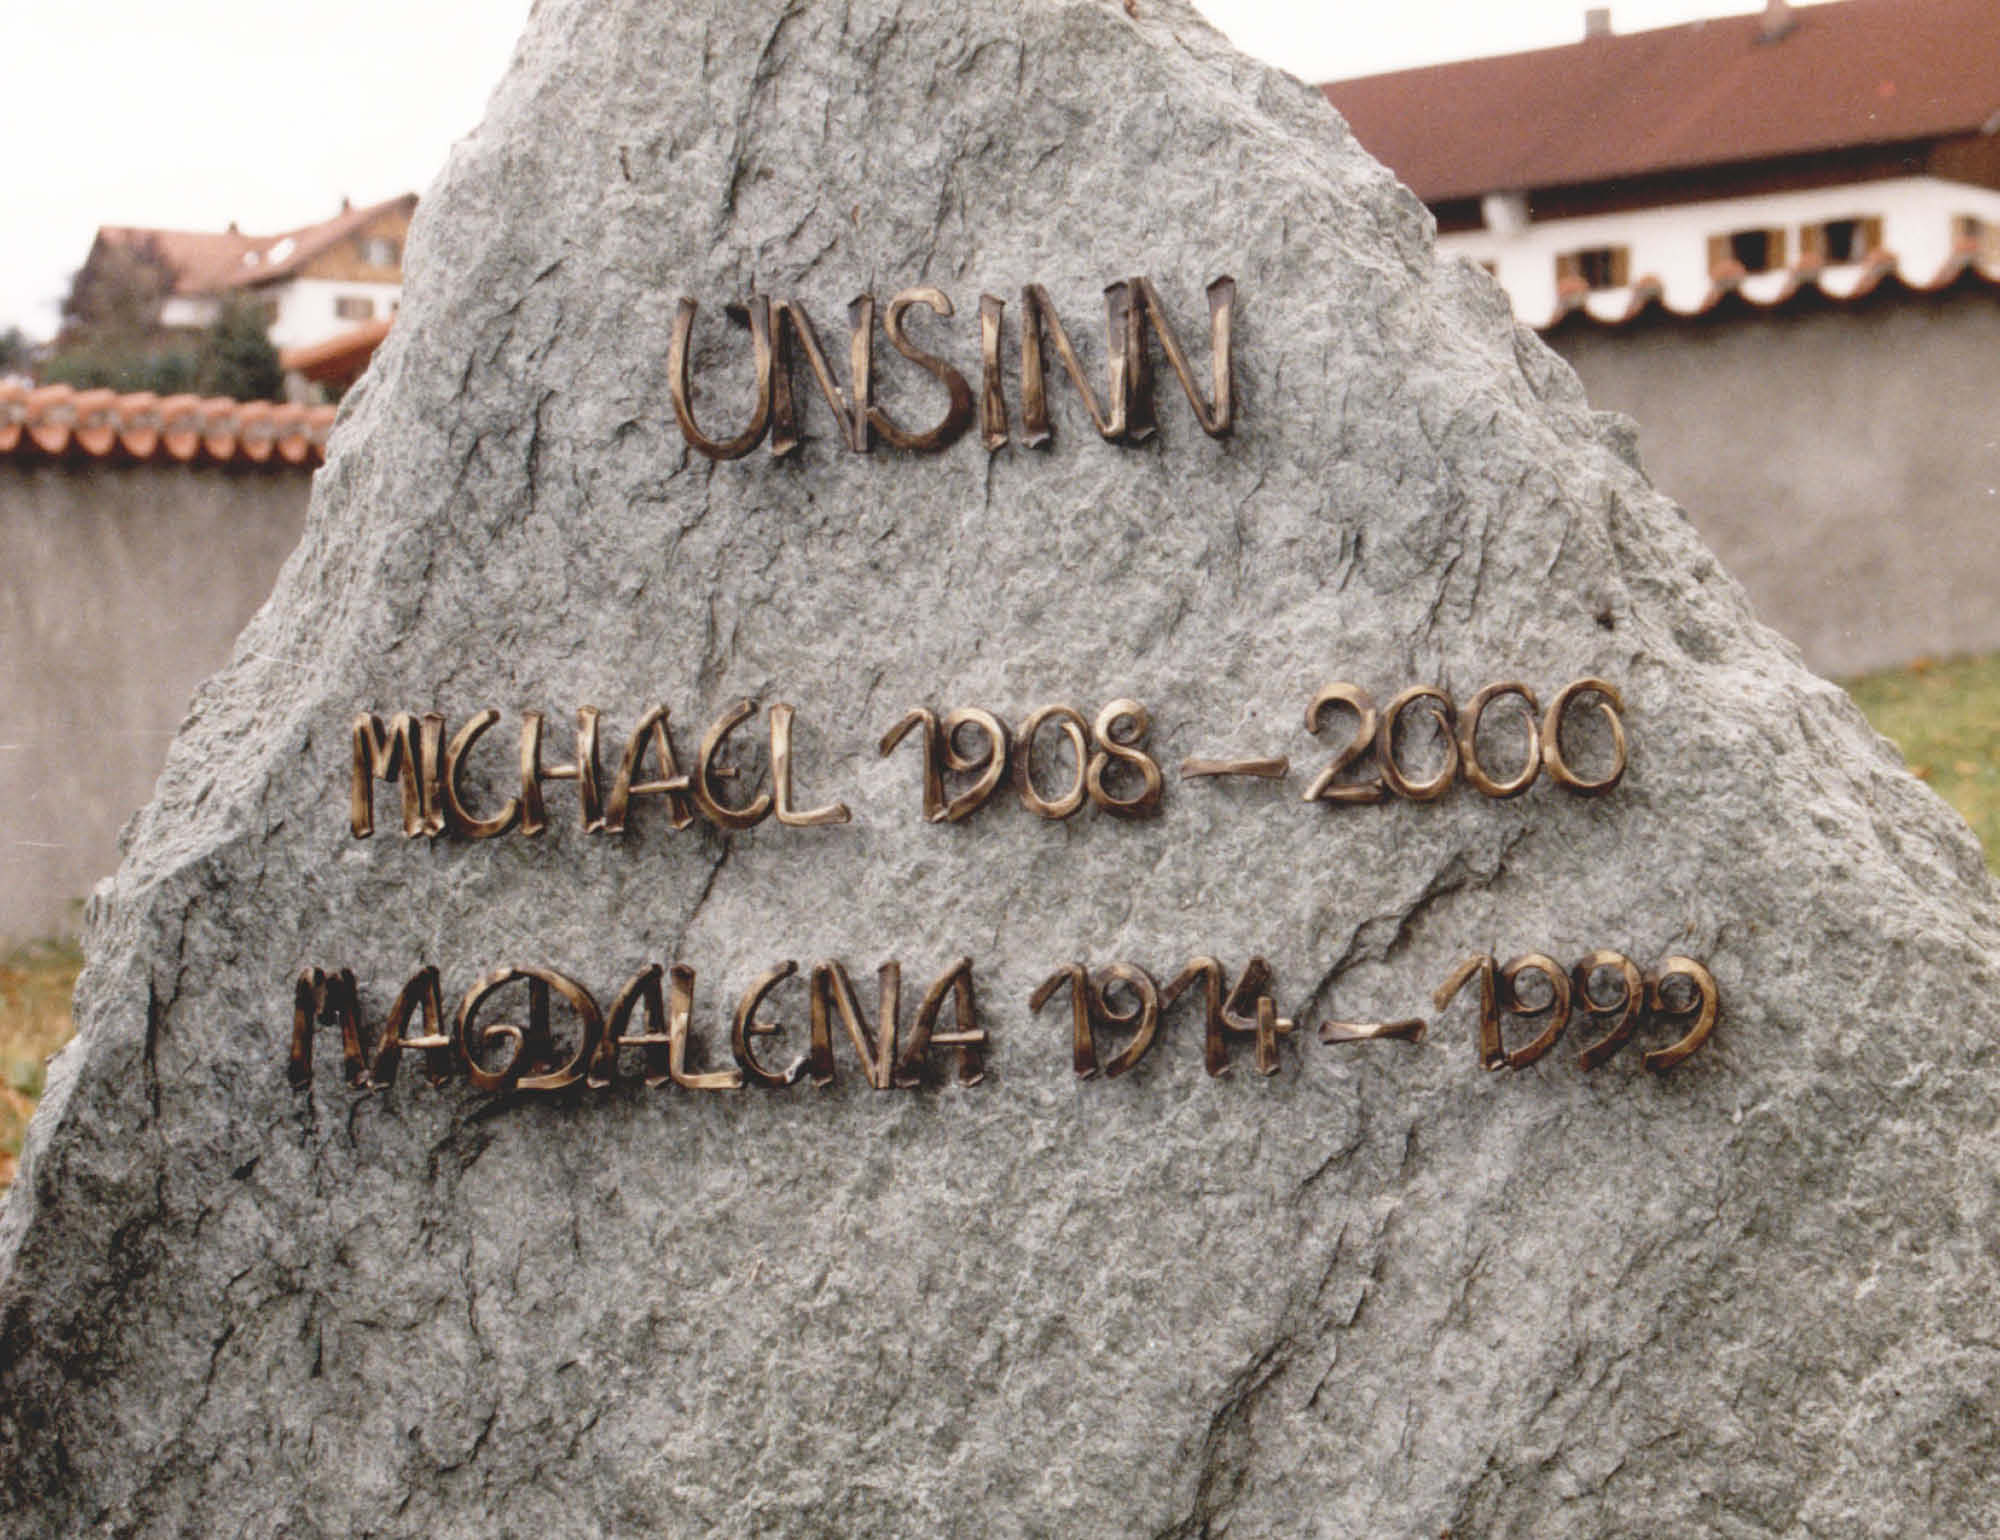 UNSINN
MICHAEL 1908 – 2000
MAGDALENA 1914 – 1999